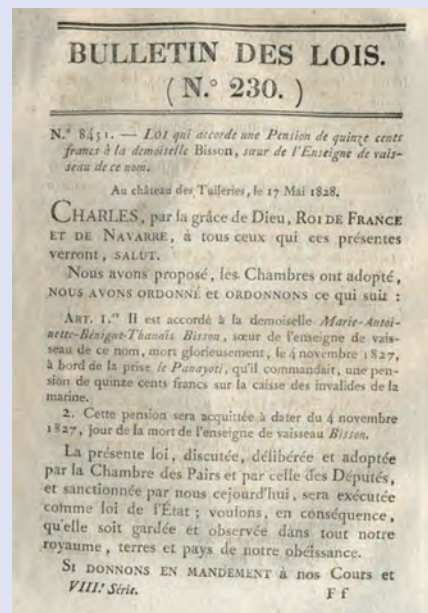 BULLETIN DES LOIS.
( N.° 230. )
N.° 8451. — LOI qui accorde une Pension de quinze cents
francs à la demoiselle Bisson, sœur de l'Enseigne de vais-
seau de ce nom.
Au château des Tuileries, le 17 Mai 1828.
CHARLES, par la grâce de Dieu, ROI DE FRANCE
ET DE NAVARRE, à tous ceux qui ces présentes
verront, SALUT.
Nous avons proposé, les Chambres ont adopté,
NOUS AVONS ORDONNÉ et ORDONNONS ce qui suit :
ART. 1.er Il est accordé à la demoiselle Marie-Antoi-
nette-Bénigne-Thanaïs Bisson, sœur de l'enseigne de vais-
seau de ce nom, mort glorieusement, le 4 novembre 1827,
à bord de la prise le Panayoti, qu'il commandait, une pen-
sion de quinze cents francs sur la caisse des invalides de la
marine.
2. Cette pension sera acquittée à dater du 4 novembre
1827, jour de la mort de l'enseigne de vaisseau Bisson.
La présente loi, discutée, délibérée et adoptée
par la Chambre des Pairs et par celle des Députés,
et sanctionnée par nous cejourd'hui, sera exécutée
comme loi de l'État ; voulons, en conséquence,
qu'elle soit gardée et observée dans tout notre
royaume, terres et pays de notre obéissance.
SI DONNONS EN MANDEMENT à nos Cours et
VIII.e Série. F f